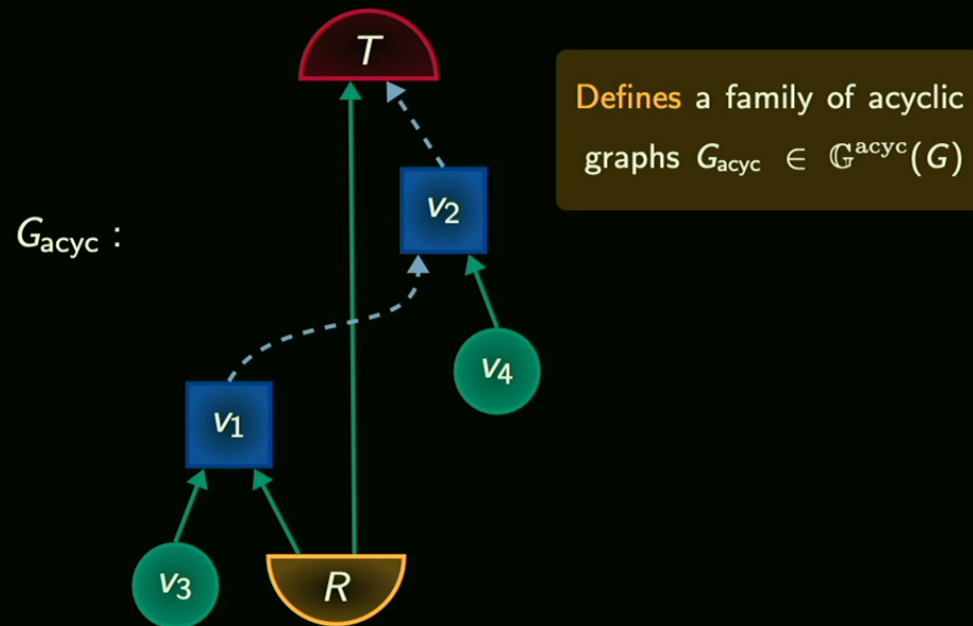 T
Defines a family of acyclic
graphs G_acyc ∈ 𝔾^acyc(G)
v₂
G_acyc :
v₄
v₁
v₃
R